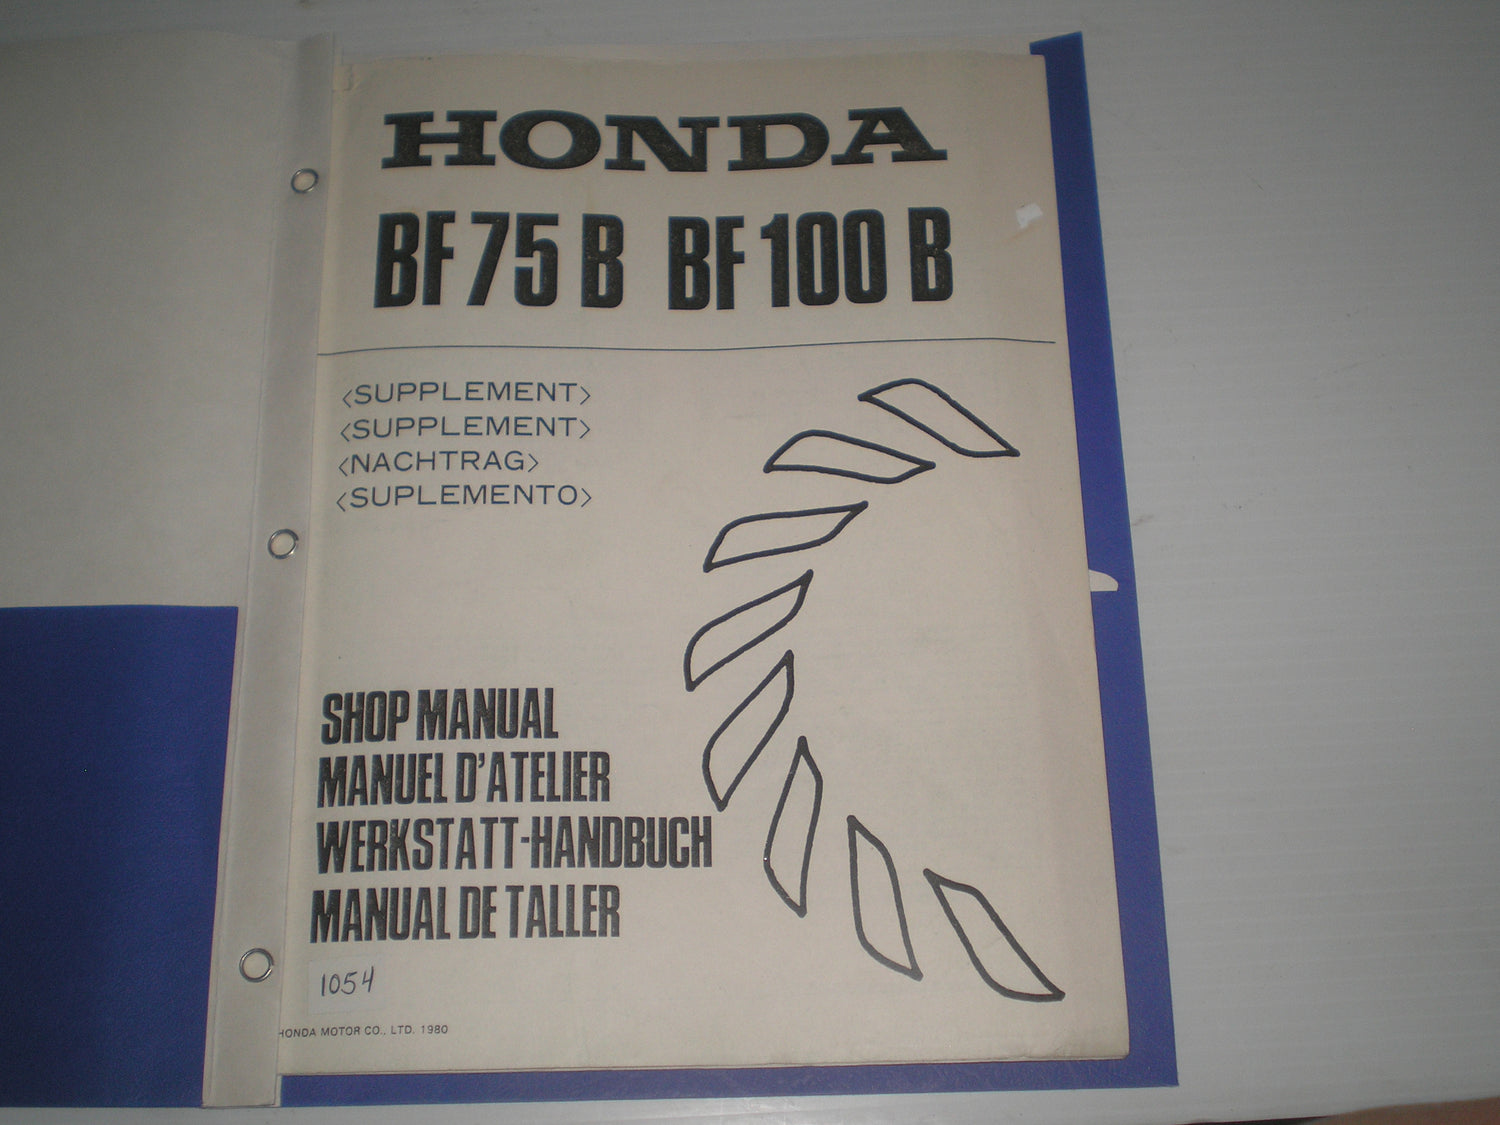 HONDA
BF 75 B BF 100 B
<SUPPLEMENT>
<SUPPLEMENT>
<NACHTRAG>
<SUPLEMENTO>
SHOP MANUAL
MANUEL D'ATELIER
WERKSTATT-HANDBUCH
MANUAL DE TALLER
1054
HONDA MOTOR CO., LTD. 1980